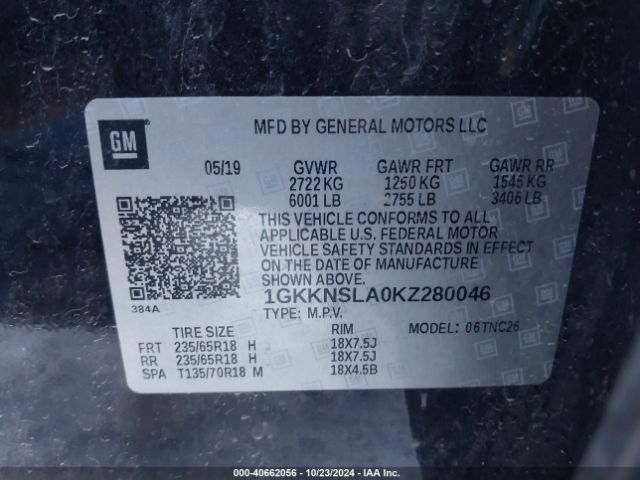 GM
MFD BY GENERAL MOTORS LLC
05/19 GVWR GAWR FRT GAWR RR
2722 KG 1250 KG 1545 KG
6001 LB 2755 LB 3406 LB
THIS VEHICLE CONFORMS TO ALL
APPLICABLE U.S. FEDERAL MOTOR
VEHICLE SAFETY STANDARDS IN EFFECT
ON THE DATE OF MANUFACTURE
SHOWN ABOVE.
1GKKNSLA0KZ280046
384A
TYPE: M.P.V. MODEL: 06TNC26
TIRE SIZE RIM
FRT 235/65R18 H 18X7.5J
RR 235/65R18 H 18X7.5J
SPA T135/70R18 M 18X4.5B
000-40662056 - 10/23/2024 - IAA Inc.